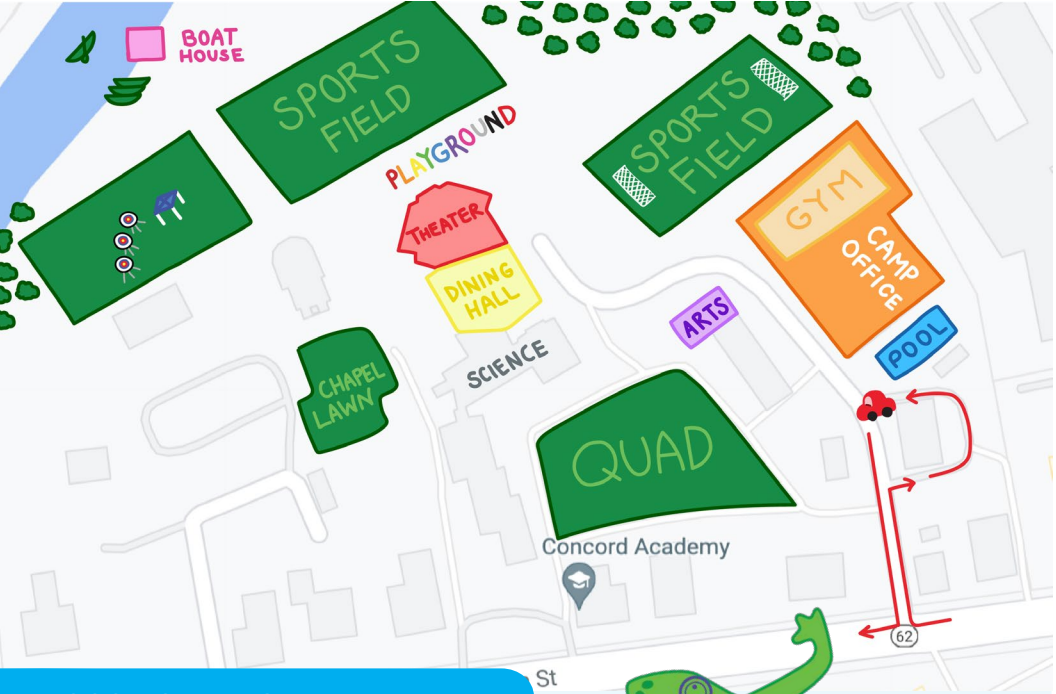 BOAT
HOUSE
SPORTS
FIELD
PLAYGROUND
SPORTS
FIELD
THEATER
GYM
CAMP
OFFICE
DINING
HALL
ARTS
POOL
SCIENCE
CHAPEL
LAWN
QUAD
Concord Academy
62
St